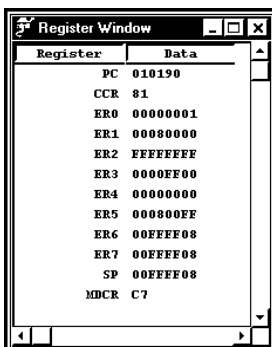 Register Window
Register Data
PC 010190
CCR 81
ER0 00000001
ER1 00080000
ER2 FFFFFFFF
ER3 0000FF00
ER4 00000000
ER5 000800FF
ER6 00FFFF08
ER7 00FFFF08
SP 00FFFF08
MDCR C7